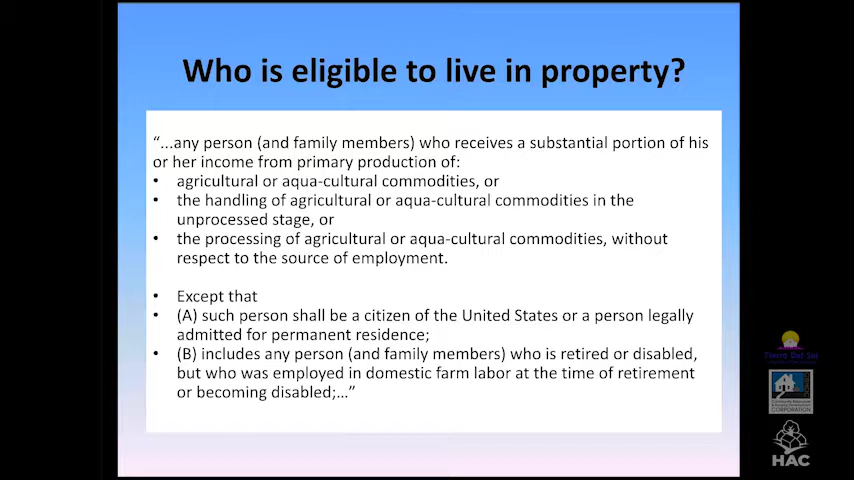 Who is eligible to live in property?
“...any person (and family members) who receives a substantial portion of his
or her income from primary production of:
• agricultural or aqua-cultural commodities, or
• the handling of agricultural or aqua-cultural commodities in the
unprocessed stage, or
• the processing of agricultural or aqua-cultural commodities, without
respect to the source of employment.
• Except that
• (A) such person shall be a citizen of the United States or a person legally
admitted for permanent residence;
• (B) includes any person (and family members) who is retired or disabled,
but who was employed in domestic farm labor at the time of retirement
or becoming disabled;…”
Tierra Del Sol
CORPORATION
HAC